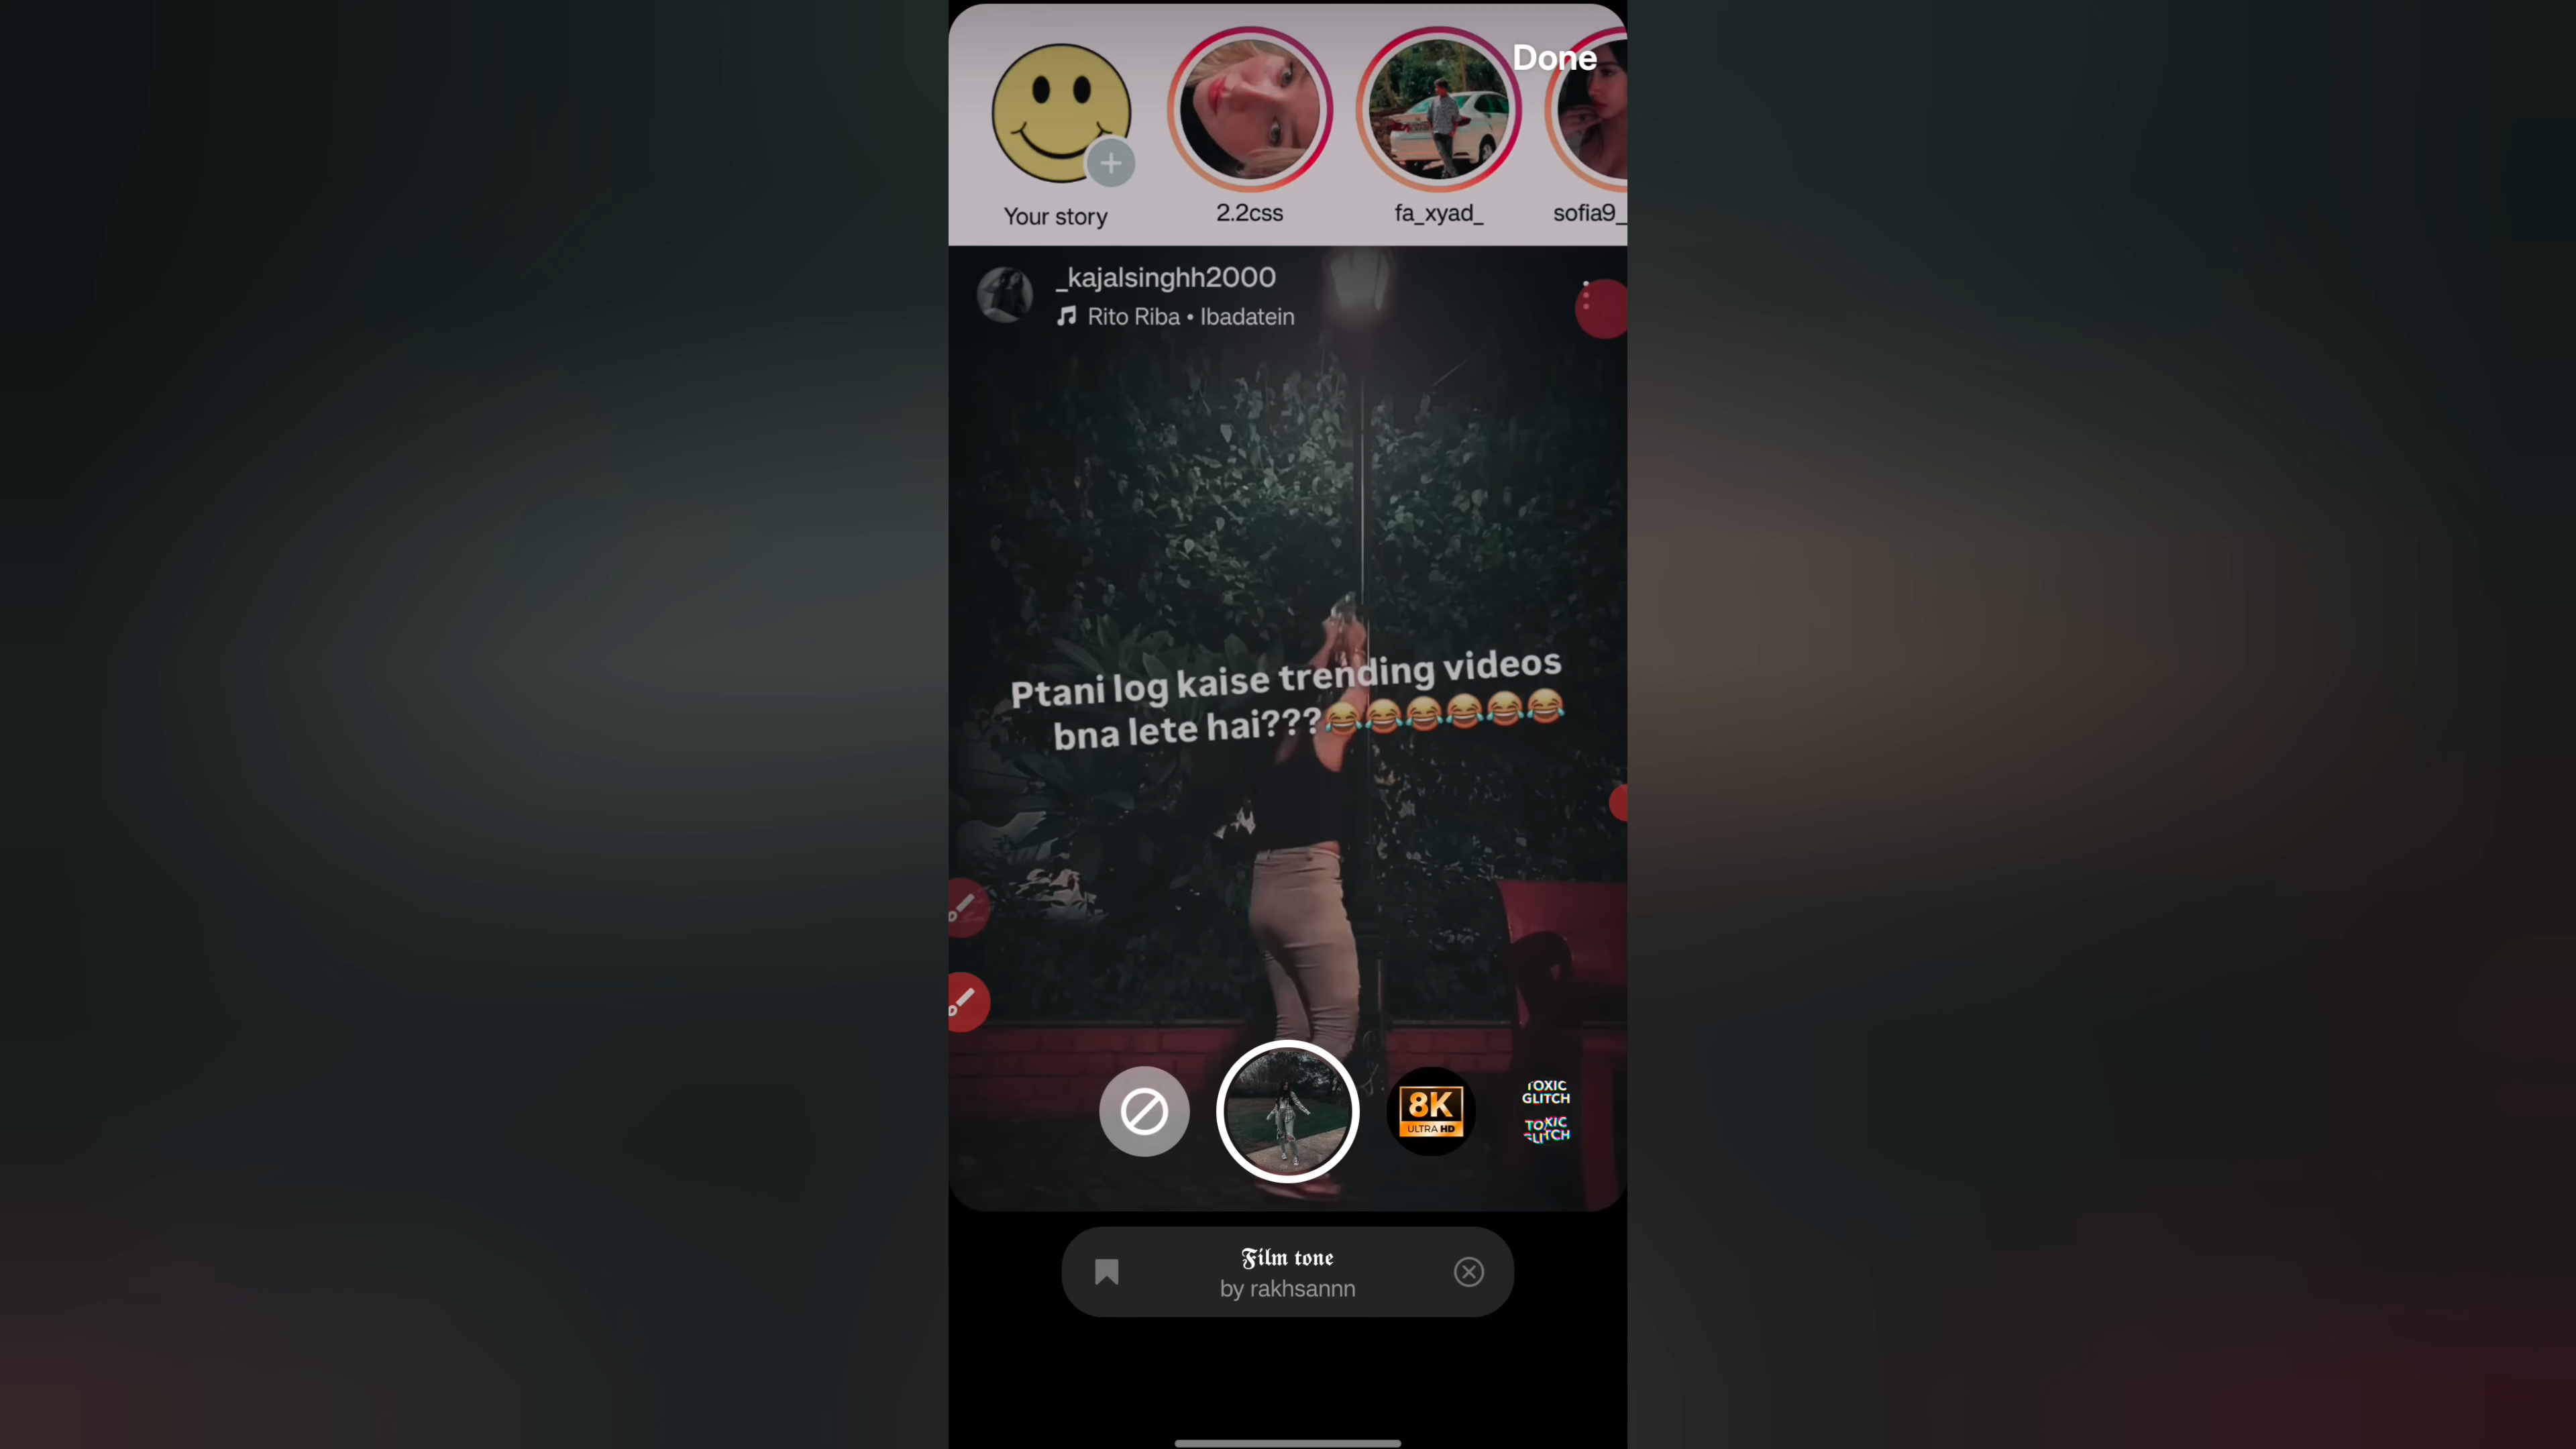 Done
Your story
2.2css
fa_xyad_
sofia9_
_kajalsinghh2000
Rito Riba • Ibadatein
Ptani log kaise trending videos
bna lete hai???😂😂😂😂😂😂
8K
ULTRA HD
TOXIC
GLITCH
TOXIC
GLITCH
Film tone
by rakhsannn